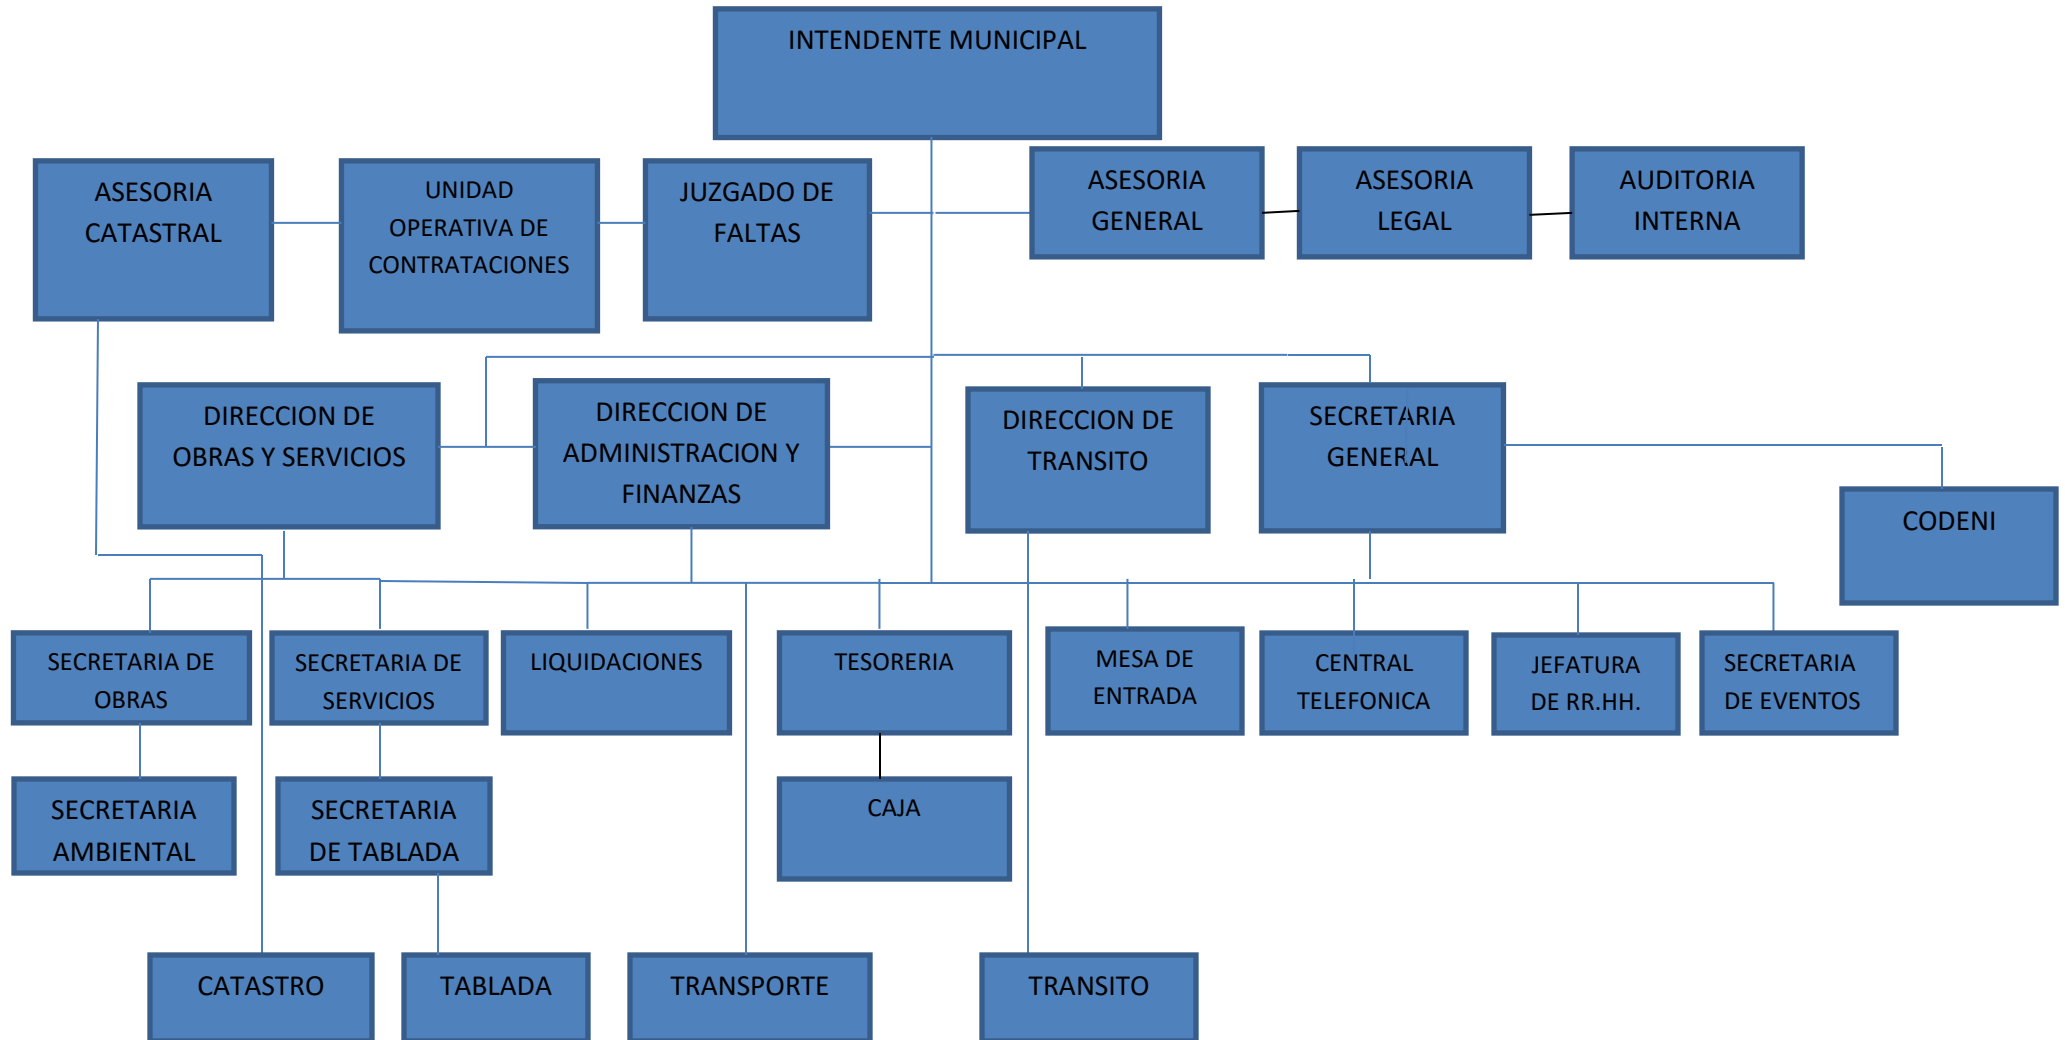 INTENDENTE MUNICIPAL
ASESORIA
CATASTRAL
UNIDAD
OPERATIVA DE
CONTRATACIONES
JUZGADO DE
FALTAS
ASESORIA
GENERAL
ASESORIA
LEGAL
AUDITORIA
INTERNA
DIRECCION DE
OBRAS Y SERVICIOS
DIRECCION DE
ADMINISTRACION Y
FINANZAS
DIRECCION DE
TRANSITO
SECRETARIA
GENERAL
CODENI
SECRETARIA DE
OBRAS
SECRETARIA DE
SERVICIOS
LIQUIDACIONES
TESORERIA
MESA DE
ENTRADA
CENTRAL
TELEFONICA
JEFATURA
DE RR.HH.
SECRETARIA
DE EVENTOS
SECRETARIA
AMBIENTAL
SECRETARIA
DE TABLADA
CAJA
CATASTRO
TABLADA
TRANSPORTE
TRANSITO